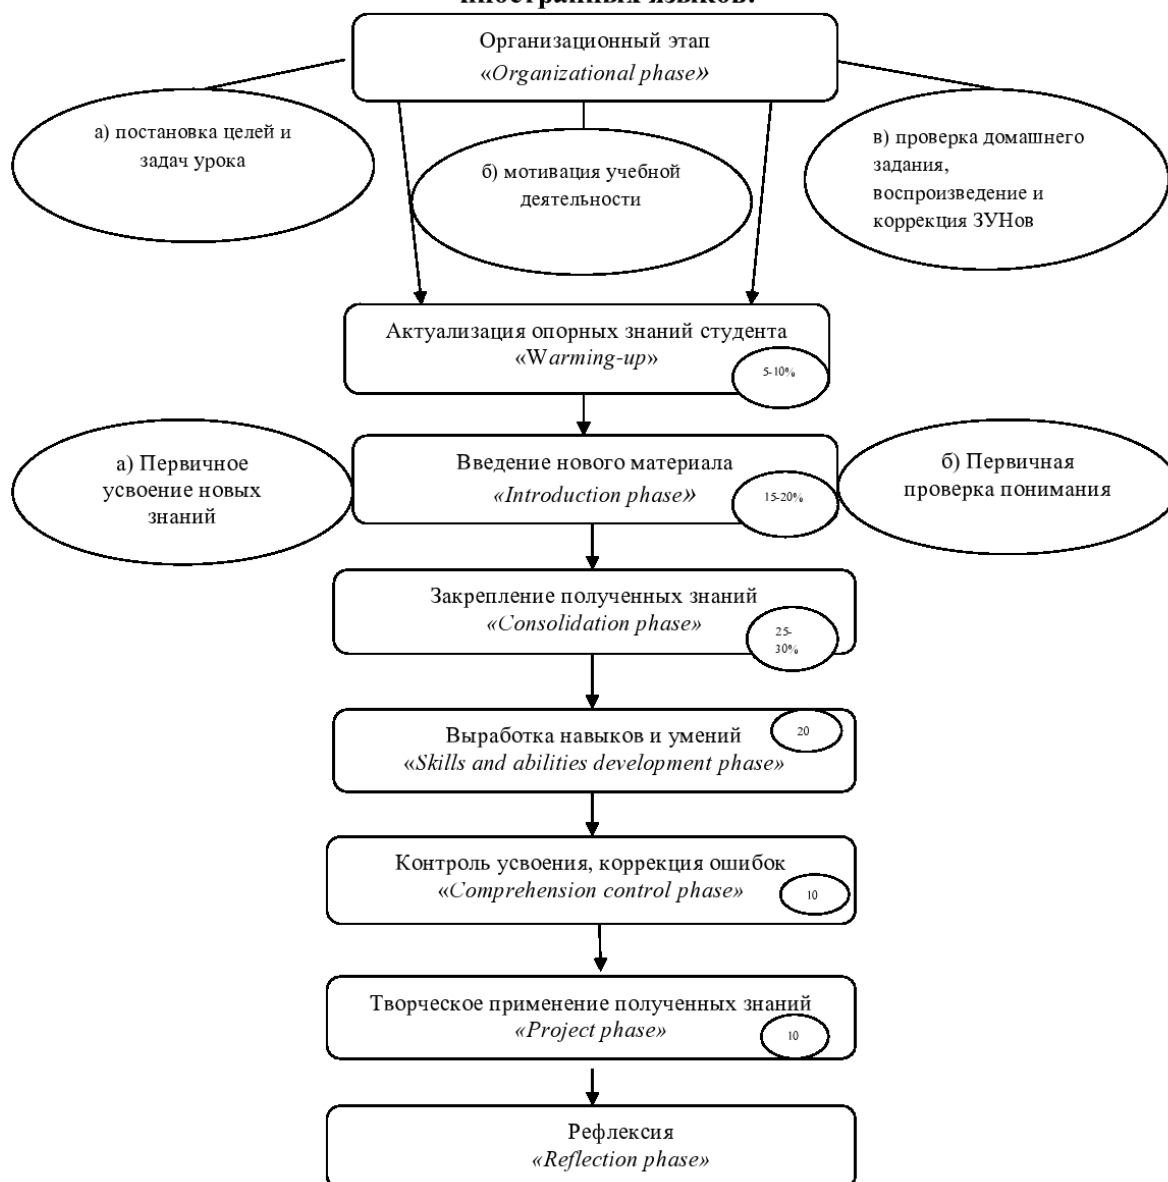 иностранных языков.
Организационный этап
«Organizational phase»
а) постановка целей и
задач урока
б) мотивация учебной
деятельности
в) проверка домашнего
задания,
воспроизведение и
коррекция ЗУНов
Актуализация опорных знаний студента
«Warming-up»
5-10%
а) Первичное
усвоение новых
знаний
Введение нового материала
«Introduction phase»
15-20%
б) Первичная
проверка понимания
Закрепление полученных знаний
«Consolidation phase»
25-
30%
Выработка навыков и умений
20
«Skills and abilities development phase»
Контроль усвоения, коррекция ошибок
«Comprehension control phase»
10
Творческое применение полученных знаний
«Project phase»
10
Рефлексия
«Reflection phase»